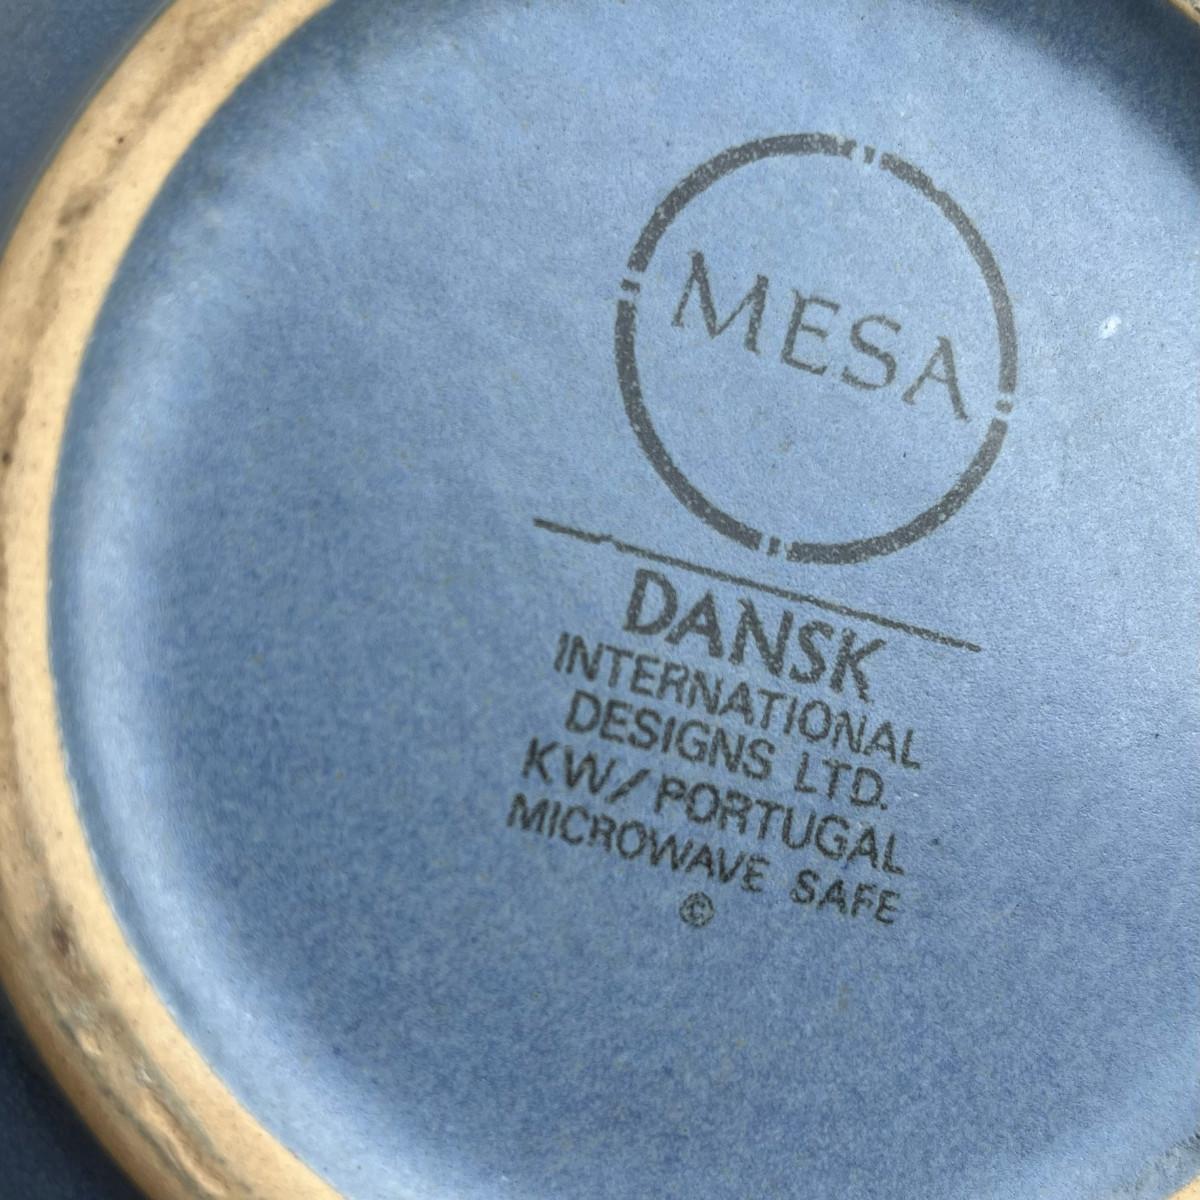 MESA
DANSK
INTERNATIONAL
DESIGNS LTD.
KW/PORTUGAL
MICROWAVE SAFE
©